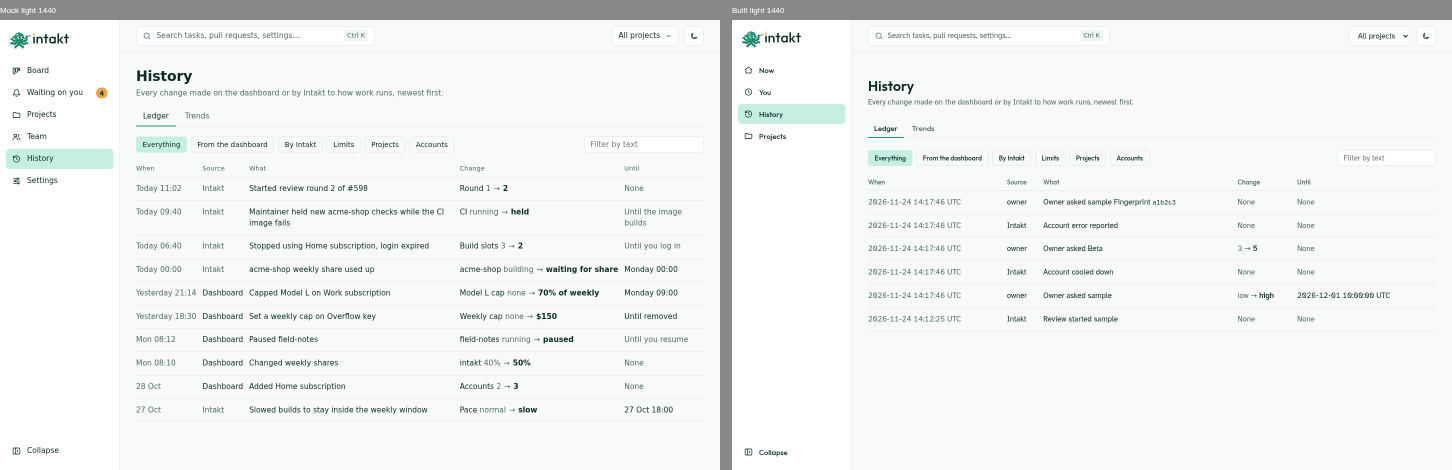 Mock light 1440
intakt
Search tasks, pull requests, settings...
Ctrl K
All projects
Board
Waiting on you 4
Projects
Team
History
Settings
Collapse
History
Every change made on the dashboard or by Intakt to how work runs, newest first.
Ledger Trends
Everything From the dashboard By Intakt Limits Projects Accounts Filter by text
When Source What Change Until
Today 11:02 Intakt Started review round 2 of #598 Round 1 → 2 None
Today 09:40 Intakt Maintainer held new acme-shop checks while the CI image fails CI running → held Until the image builds
Today 06:40 Intakt Stopped using Home subscription, login expired Build slots 3 → 2 Until you log in
Today 00:00 Intakt acme-shop weekly share used up acme-shop building → waiting for share Monday 00:00
Yesterday 21:14 Dashboard Capped Model L on Work subscription Model L cap none → 70% of weekly Monday 09:00
Yesterday 18:30 Dashboard Set a weekly cap on Overflow key Weekly cap none → $150 Until removed
Mon 08:12 Dashboard Paused field-notes field-notes running → paused Until you resume
Mon 08:10 Dashboard Changed weekly shares intakt 40% → 50% None
28 Oct Dashboard Added Home subscription Accounts 2 → 3 None
27 Oct Intakt Slowed builds to stay inside the weekly window Pace normal → slow 27 Oct 18:00
Built light 1440
intakt
Search tasks, pull requests, settings...
Ctrl K
All projects
Now
You
History
Projects
Collapse
History
Every change made on the dashboard or by Intakt to how work runs, newest first.
Ledger Trends
Everything From the dashboard By Intakt Limits Projects Accounts Filter by text
When Source What Change Until
2026-11-24 14:17:46 UTC owner Owner asked sample Fingerprint a1b2c3 None None
2026-11-24 14:17:46 UTC Intakt Account error reported None None
2026-11-24 14:17:46 UTC owner Owner asked Beta 3 → 5 None
2026-11-24 14:17:46 UTC Intakt Account cooled down None None
2026-11-24 14:17:46 UTC owner Owner asked sample low → high 2026-12-01 10:00:00 UTC
2026-11-24 14:12:25 UTC Intakt Review started sample None None